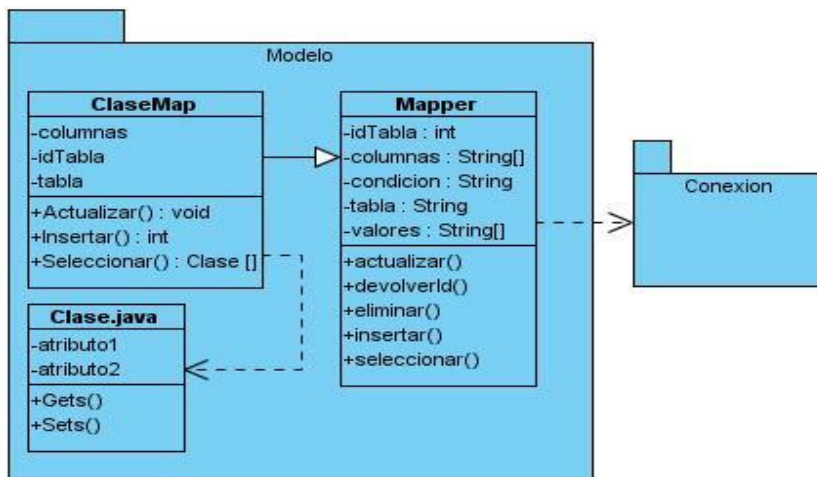 Modelo
ClaseMap
-columnas
-idTabla
-tabla
+Actualizar() : void
+Insertar() : int
+Seleccionar() : Clase []
Clase.java
-atributo1
-atributo2
+Gets()
+Sets()
Mapper
-idTabla : int
-columnas : String[]
-condicion : String
-tabla : String
-valores : String[]
+actualizar()
+devolverId()
+eliminar()
+insertar()
+seleccionar()
Conexion